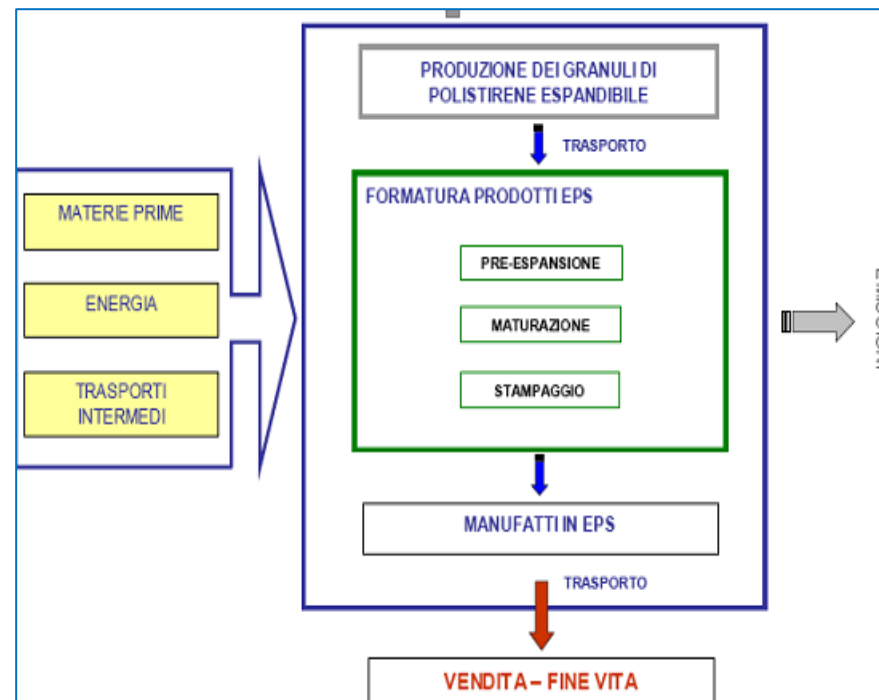 PRODUZIONE DEI GRANULI DI
POLISTIRENE ESPANDIBILE
TRASPORTO
FORMATURA PRODOTTI EPS
PRE-ESPANSIONE
MATURAZIONE
STAMPAGGIO
MANUFATTI IN EPS
TRASPORTO
VENDITA – FINE VITA
MATERIE PRIME
ENERGIA
TRASPORTI
INTERMEDI